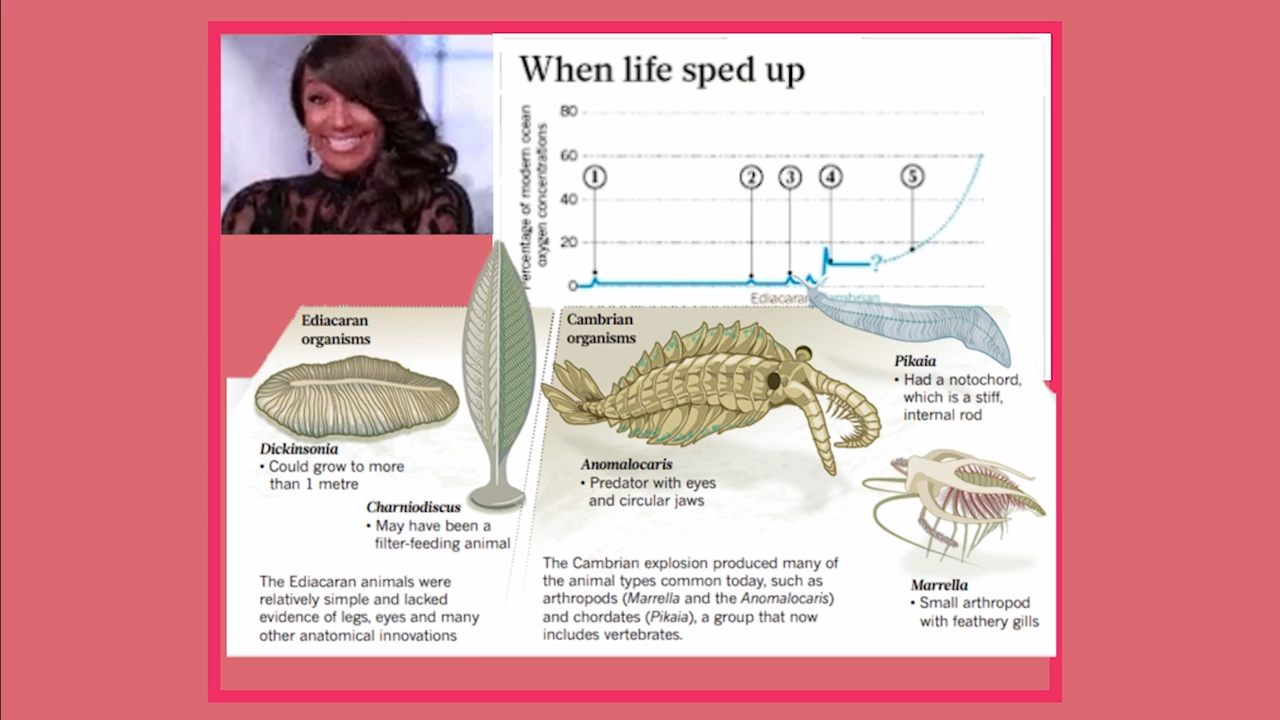 When life sped up
Percentage of modern ocean
oxygen concentrations
80
60
40
20
0
1
2
3
4
5
?
Ediacaran
Cambrian
Ediacaran
organisms
Dickinsonia
• Could grow to more
than 1 metre
Charniodiscus
• May have been a
filter-feeding animal
The Ediacaran animals were
relatively simple and lacked
evidence of legs, eyes and many
other anatomical innovations
Cambrian
organisms
Anomalocaris
• Predator with eyes
and circular jaws
Pikaia
• Had a notochord,
which is a stiff,
internal rod
Marrella
• Small arthropod
with feathery gills
The Cambrian explosion produced many of
the animal types common today, such as
arthropods (Marrella and the Anomalocaris)
and chordates (Pikaia), a group that now
includes vertebrates.